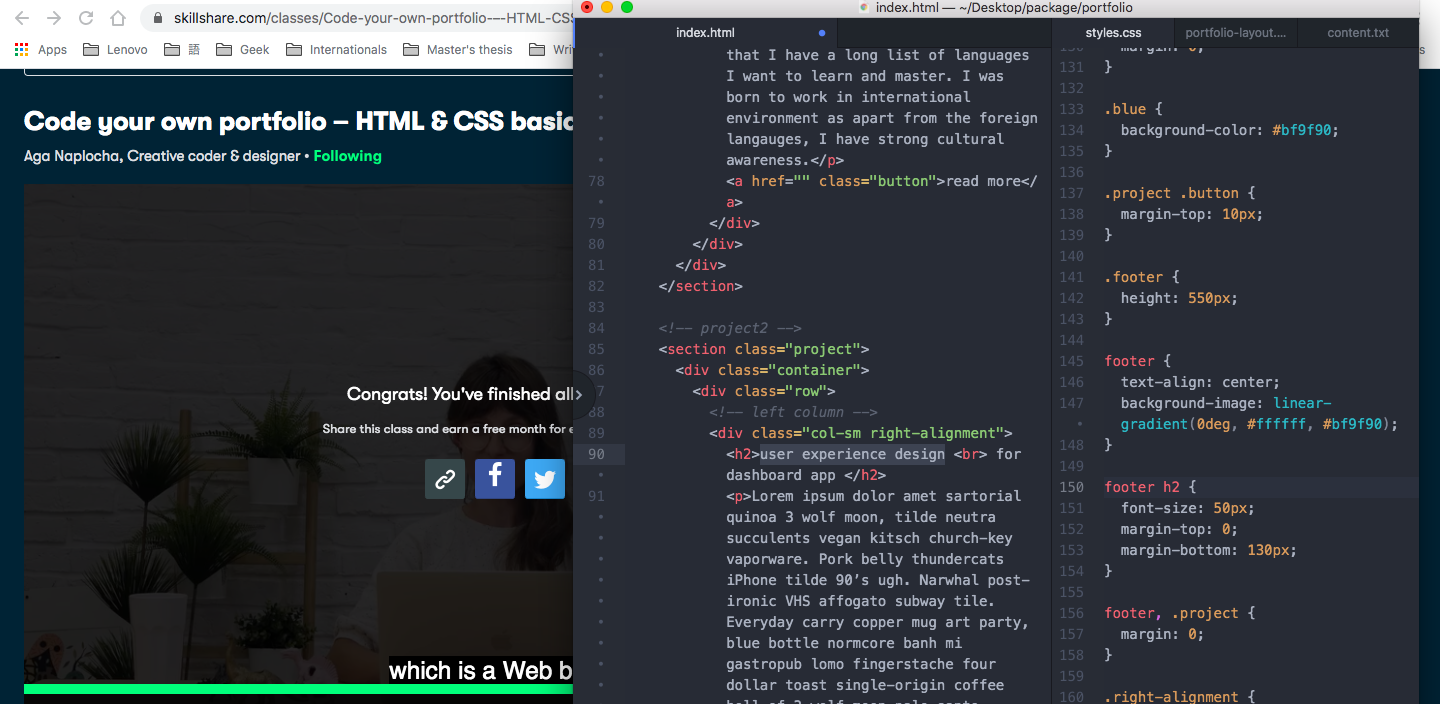 skillshare.com/classes/Code-your-own-portfolio-–-HTML-CSS
Apps Lenovo 語 Geek Internationals Master's thesis Wri
Code your own portfolio – HTML & CSS basic
Aga Naplocha, Creative coder & designer • Following
Congrats! You've finished all
Share this class and earn a free month for e
which is a Web b
index.html — ~/Desktop/package/portfolio
index.html
that I have a long list of languages
I want to learn and master. I was
born to work in international
environment as apart from the foreign
langauges, I have strong cultural
awareness.</p>
78 <a href="" class="button">read more</
a>
79 </div>
80 </div>
81 </div>
82 </section>
83
84 <!-- project2 -->
85 <section class="project">
86 <div class="container">
7 <div class="row">
88 <!-- left column -->
89 <div class="col-sm right-alignment">
90 <h2>user experience design <br> for
dashboard app </h2>
91 <p>Lorem ipsum dolor amet sartorial
quinoa 3 wolf moon, tilde neutra
succulents vegan kitsch church-key
vaporware. Pork belly thundercats
iPhone tilde 90’s ugh. Narwhal post-
ironic VHS affogato subway tile.
Everyday carry copper mug art party,
blue bottle normcore banh mi
gastropub lomo fingerstache four
dollar toast single-origin coffee
styles.css portfolio-layout.... content.txt
130 margin: 0;
131 }
132
133 .blue {
134 background-color: #bf9f90;
135 }
136
137 .project .button {
138 margin-top: 10px;
139 }
140
141 .footer {
142 height: 550px;
143 }
144
145 footer {
146 text-align: center;
147 background-image: linear-
gradient(0deg, #ffffff, #bf9f90);
148 }
149
150 footer h2 {
151 font-size: 50px;
152 margin-top: 0;
153 margin-bottom: 130px;
154 }
155
156 footer, .project {
157 margin: 0;
158 }
159
160 .right-alignment {